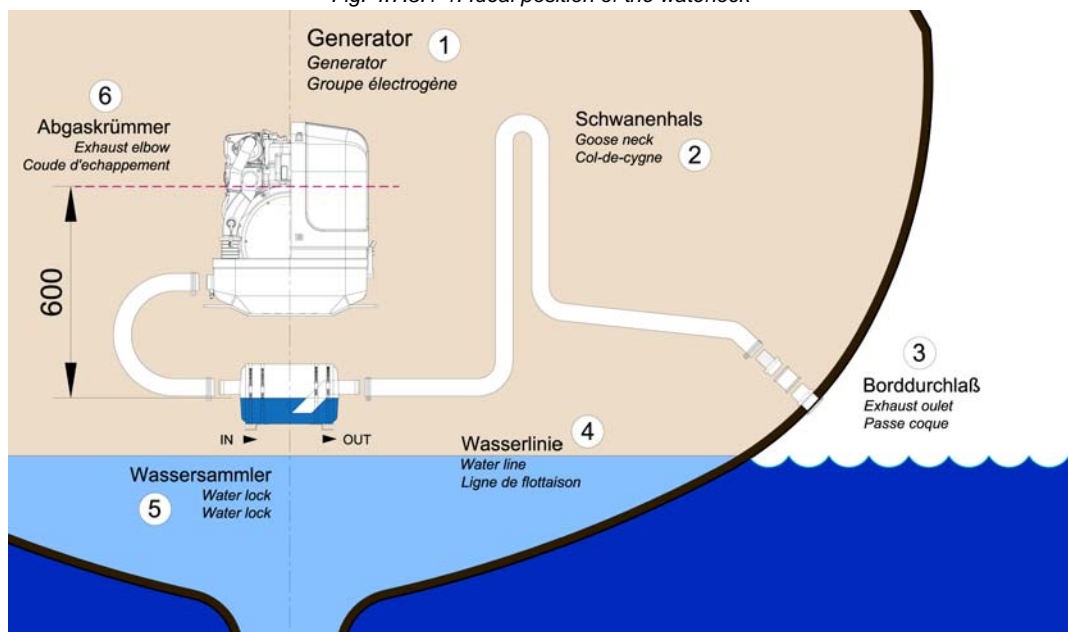 Generator
Generator
Groupe électrogène
1
6
Abgaskrümmer
Exhaust elbow
Coude d'echappement
Schwanenhals
Goose neck
Col-de-cygne
2
600
3
Borddurchlaß
Exhaust oulet
Passe coque
IN
OUT
Wasserlinie
Water line
Ligne de flottaison
4
Wassersammler
Water lock
Water lock
5